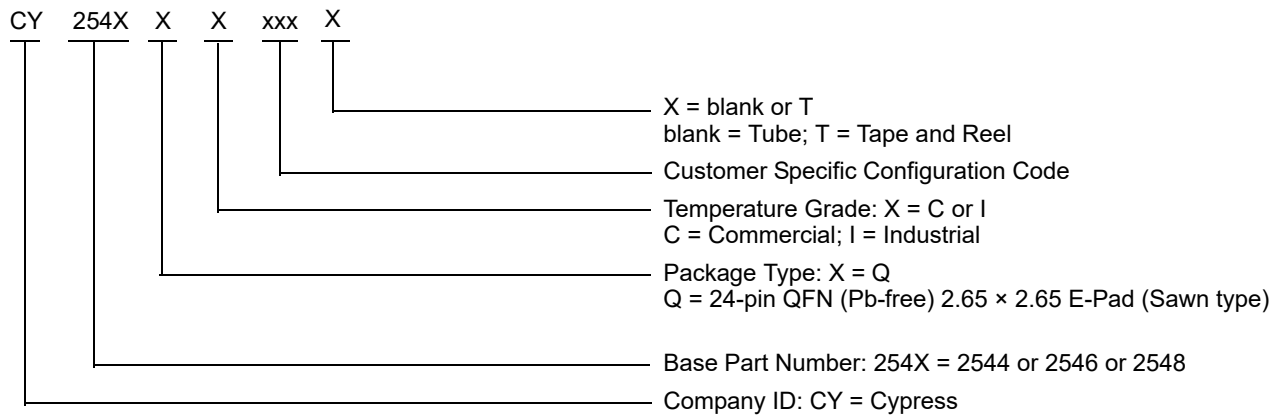 CY 254X X X xxx X
X = blank or T
blank = Tube; T = Tape and Reel
Customer Specific Configuration Code
Temperature Grade: X = C or I
C = Commercial; I = Industrial
Package Type: X = Q
Q = 24-pin QFN (Pb-free) 2.65 × 2.65 E-Pad (Sawn type)
Base Part Number: 254X = 2544 or 2546 or 2548
Company ID: CY = Cypress